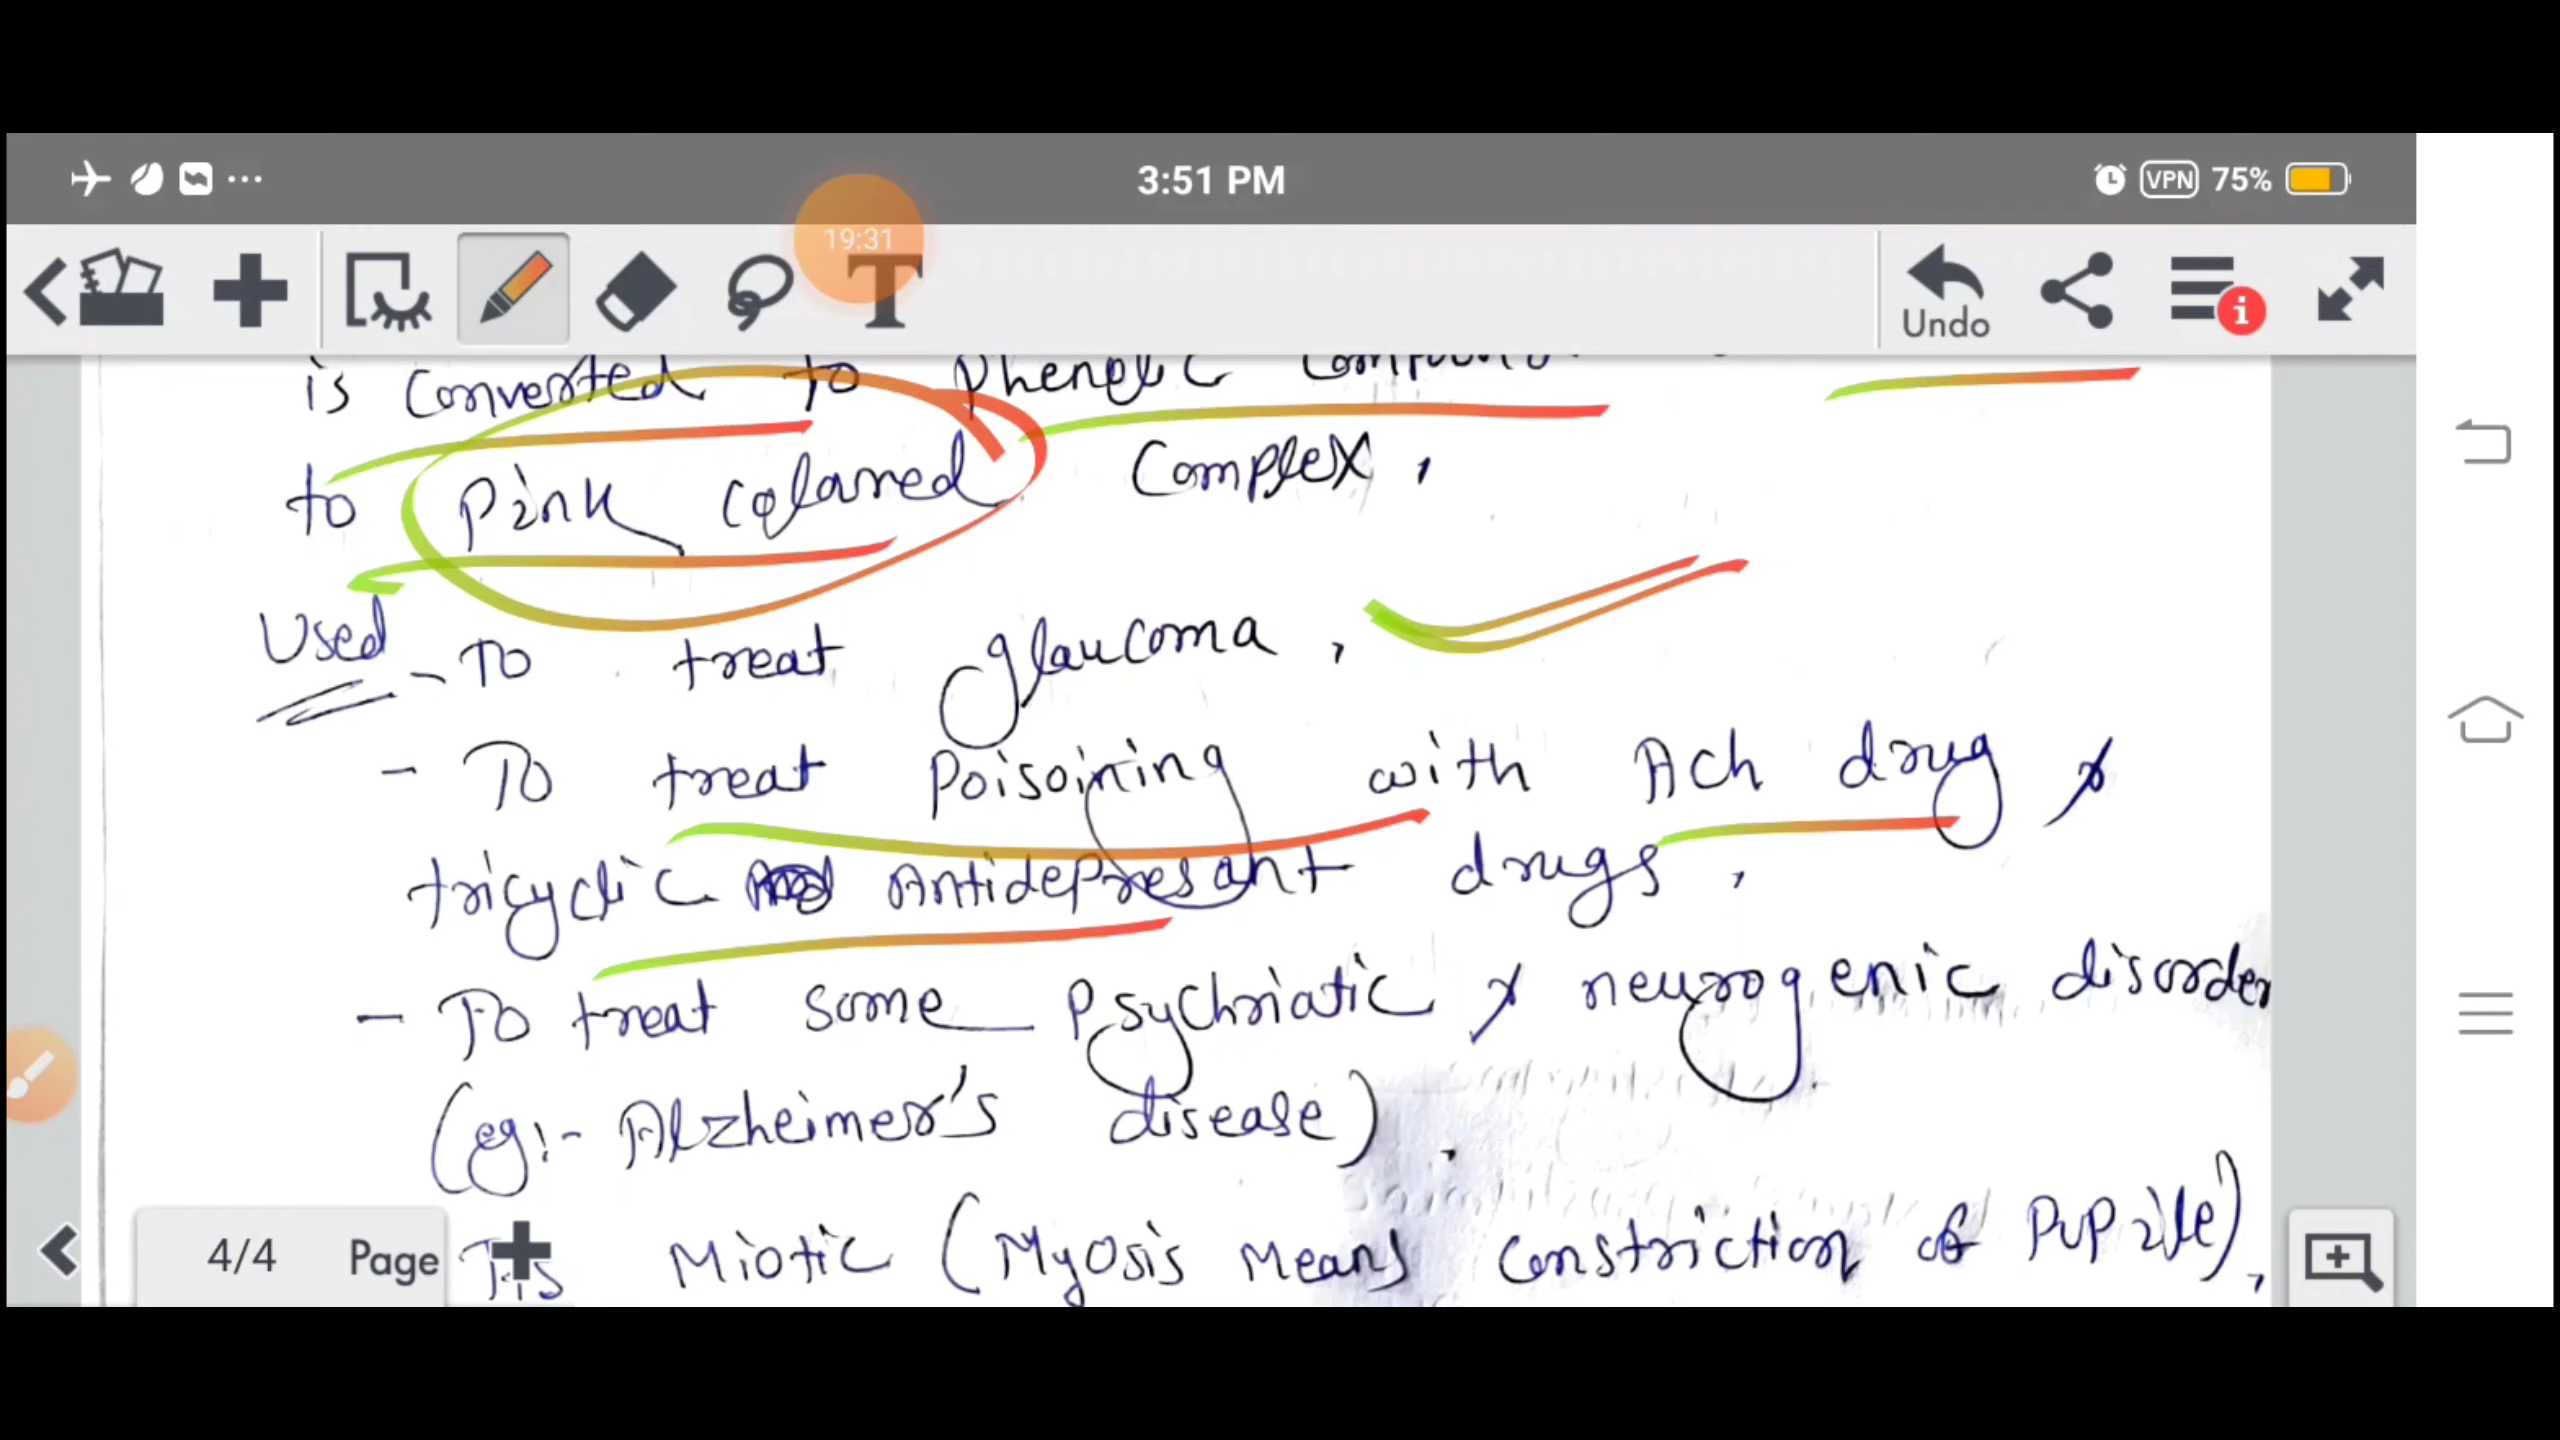 3:51 PM
VPN 75%
19:31
T
Undo
is converted to Phenolic
to Pink coloured Complex,
Used - To treat glaucoma,
- To treat Poisoining with Ach drug &
tricyclic Antidepresant drugs,
- To treat some Psychriatic & neurogenic disorder
(eg:- Alzheimer's disease).
4/4 Page
Miotic (Myosis Means constriction of Pupile),